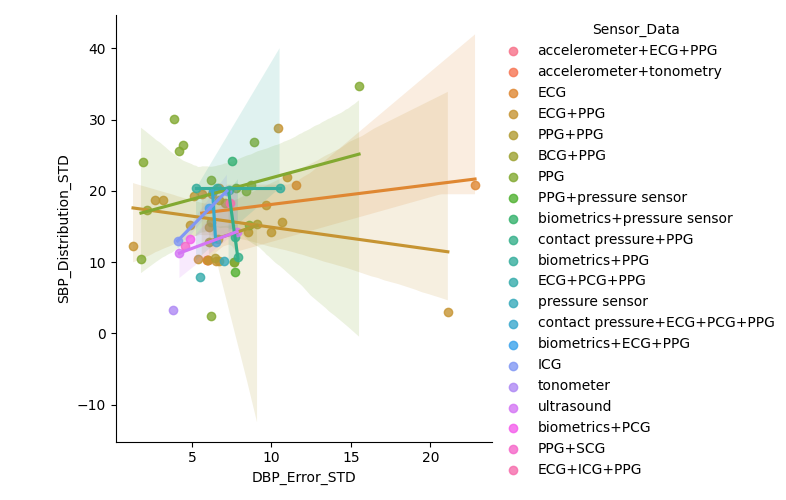 Sensor_Data
accelerometer+ECG+PPG
accelerometer+tonometry
ECG
ECG+PPG
PPG+PPG
BCG+PPG
PPG
PPG+pressure sensor
biometrics+pressure sensor
contact pressure+PPG
biometrics+PPG
ECG+PCG+PPG
pressure sensor
contact pressure+ECG+PCG+PPG
biometrics+ECG+PPG
ICG
tonometer
ultrasound
biometrics+PCG
PPG+SCG
ECG+ICG+PPG
SBP_Distribution_STD
40
30
20
10
0
−10
5 10 15 20
DBP_Error_STD